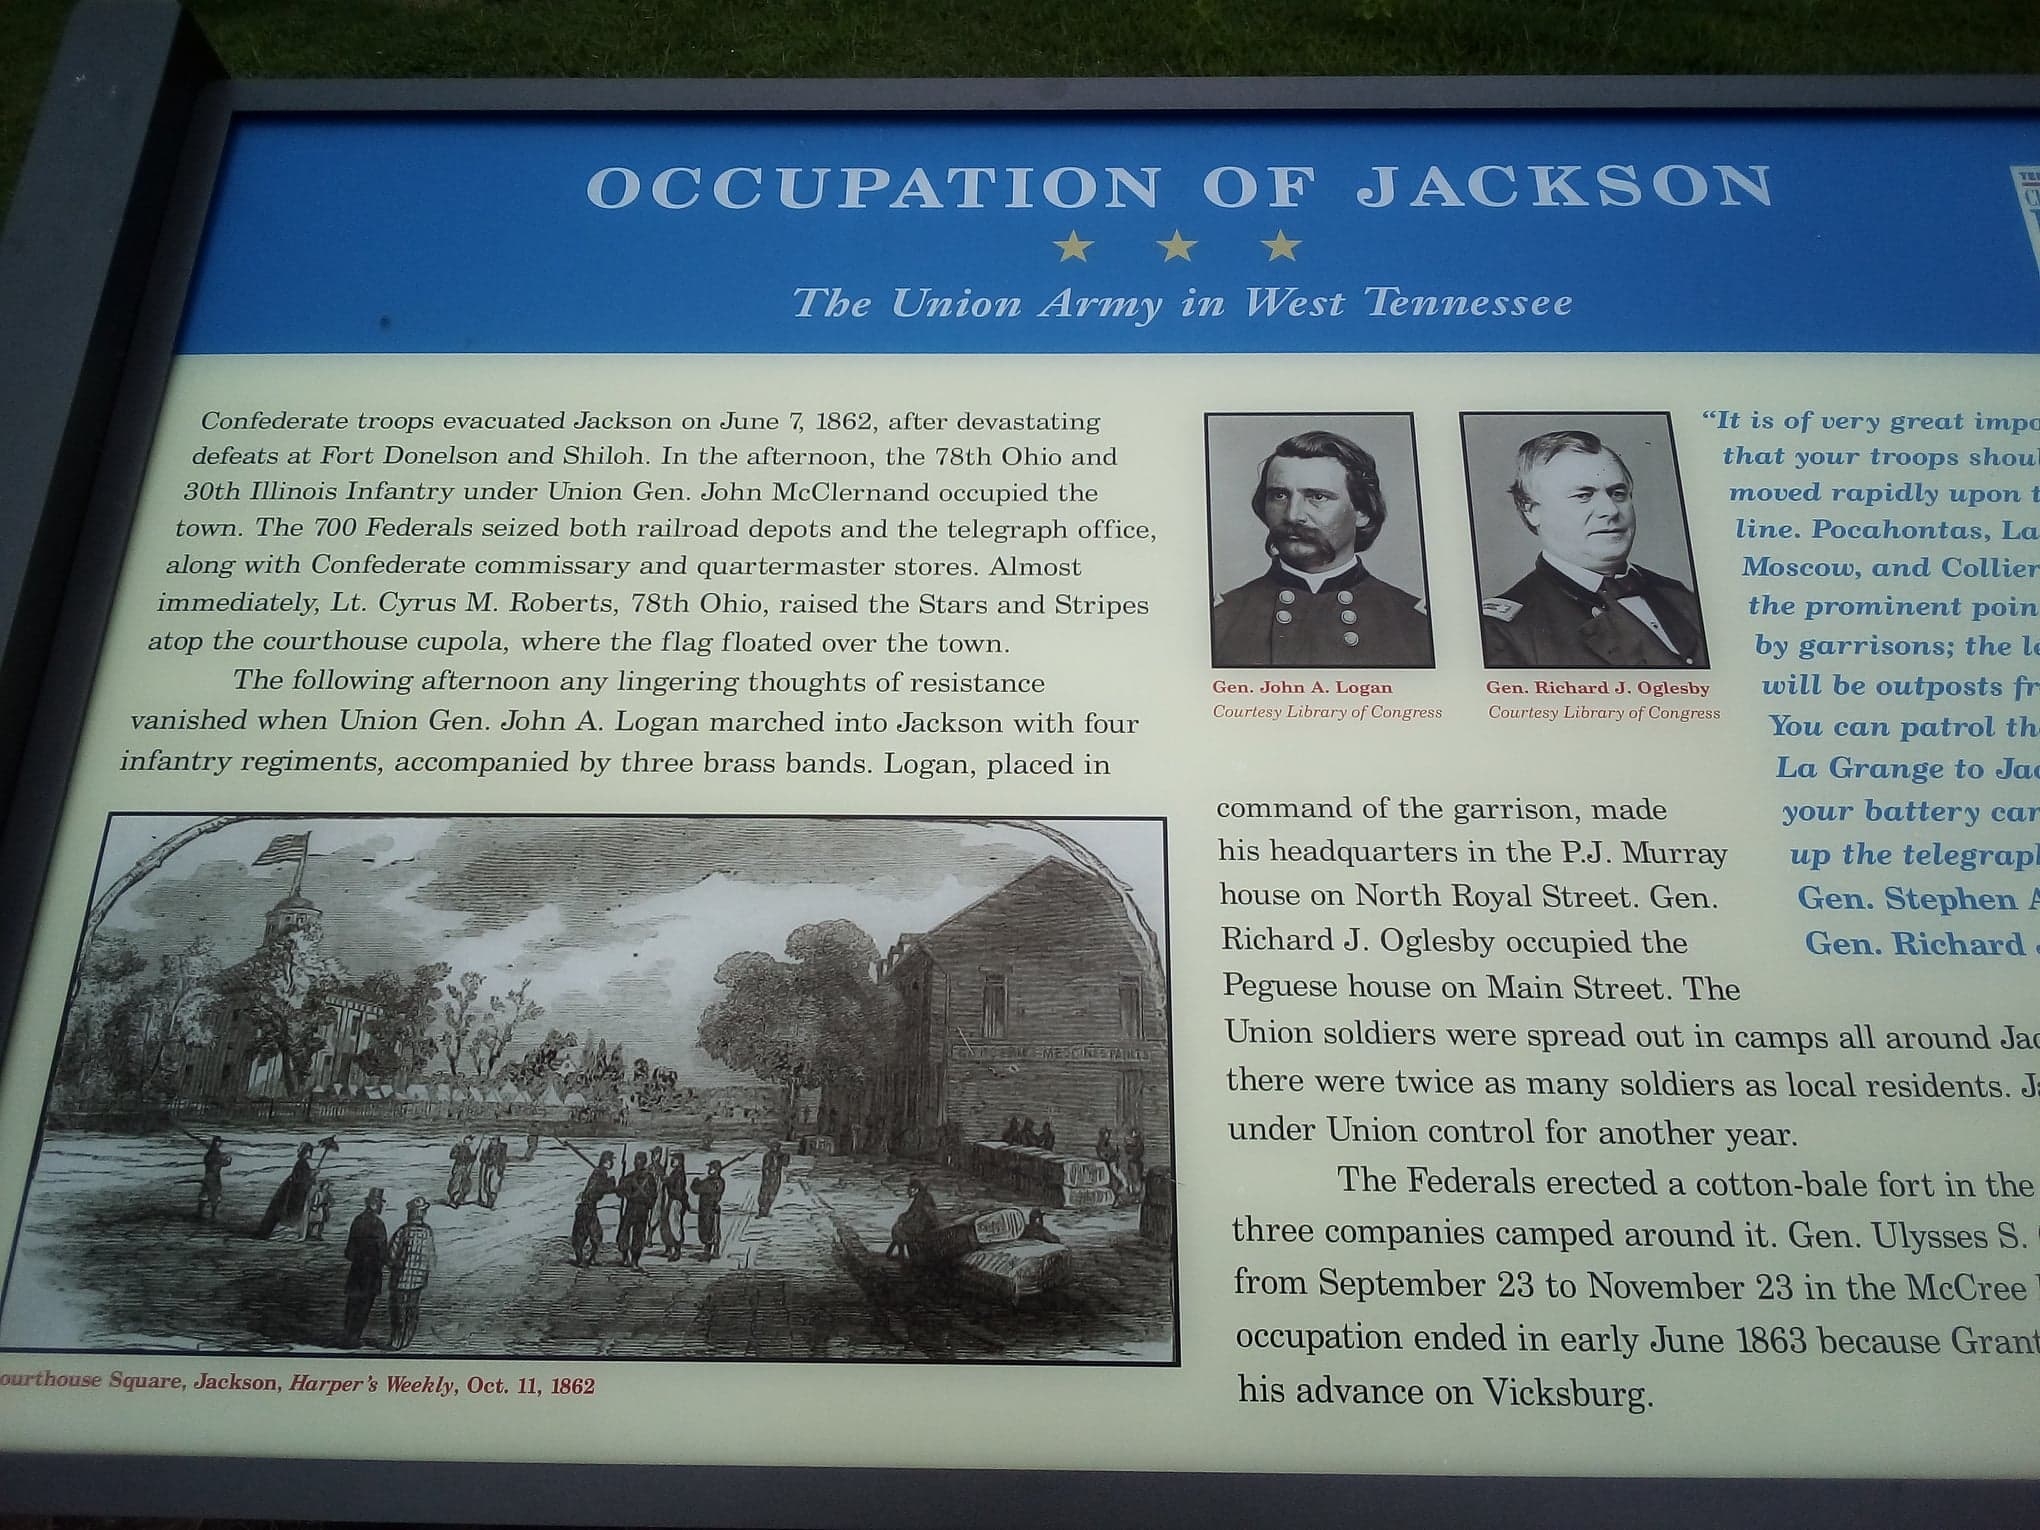 OCCUPATION OF JACKSON
The Union Army in West Tennessee
Confederate troops evacuated Jackson on June 7, 1862, after devastating
defeats at Fort Donelson and Shiloh. In the afternoon, the 78th Ohio and
30th Illinois Infantry under Union Gen. John McClernand occupied the
town. The 700 Federals seized both railroad depots and the telegraph office,
along with Confederate commissary and quartermaster stores. Almost
immediately, Lt. Cyrus M. Roberts, 78th Ohio, raised the Stars and Stripes
atop the courthouse cupola, where the flag floated over the town.
The following afternoon any lingering thoughts of resistance
vanished when Union Gen. John A. Logan marched into Jackson with four
infantry regiments, accompanied by three brass bands. Logan, placed in
Square, Jackson, Harper's Weekly, Oct. 11, 1862
Gen. John A. Logan
Courtesy Library of Congress
Gen. Richard J. Oglesby
Courtesy Library of Congress
command of the garrison, made
his headquarters in the P.J. Murray
house on North Royal Street. Gen.
Richard J. Oglesby occupied the
Peguese house on Main Street. The
Union soldiers were spread out in camps all around
there were twice as many soldiers as local residents.
under Union control for another year.
The Federals erected a cotton-bale fort in the
three companies camped around it. Gen. Ulysses S.
from September 23 to November 23 in the McCree
occupation ended in early June 1863 because Grant
his advance on Vicksburg.
"It is of very great
that your troops
moved rapidly upon
line. Pocahontas,
Moscow, and
the prominent
by garrisons; the
will be outposts
You can patrol
La Grange to
your battery
up the
Gen. Stephen
Gen. Richard